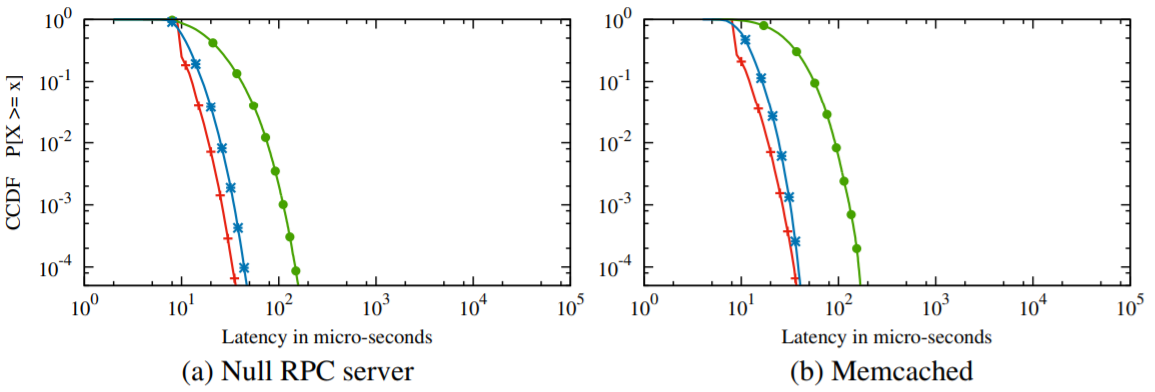 CCDF P[X >= x]
10^0
10^-1
10^-2
10^-3
10^-4
10^0 10^1 10^2 10^3 10^4 10^5
Latency in micro-seconds
(a) Null RPC server
10^0
10^-1
10^-2
10^-3
10^-4
10^0 10^1 10^2 10^3 10^4 10^5
Latency in micro-seconds
(b) Memcached